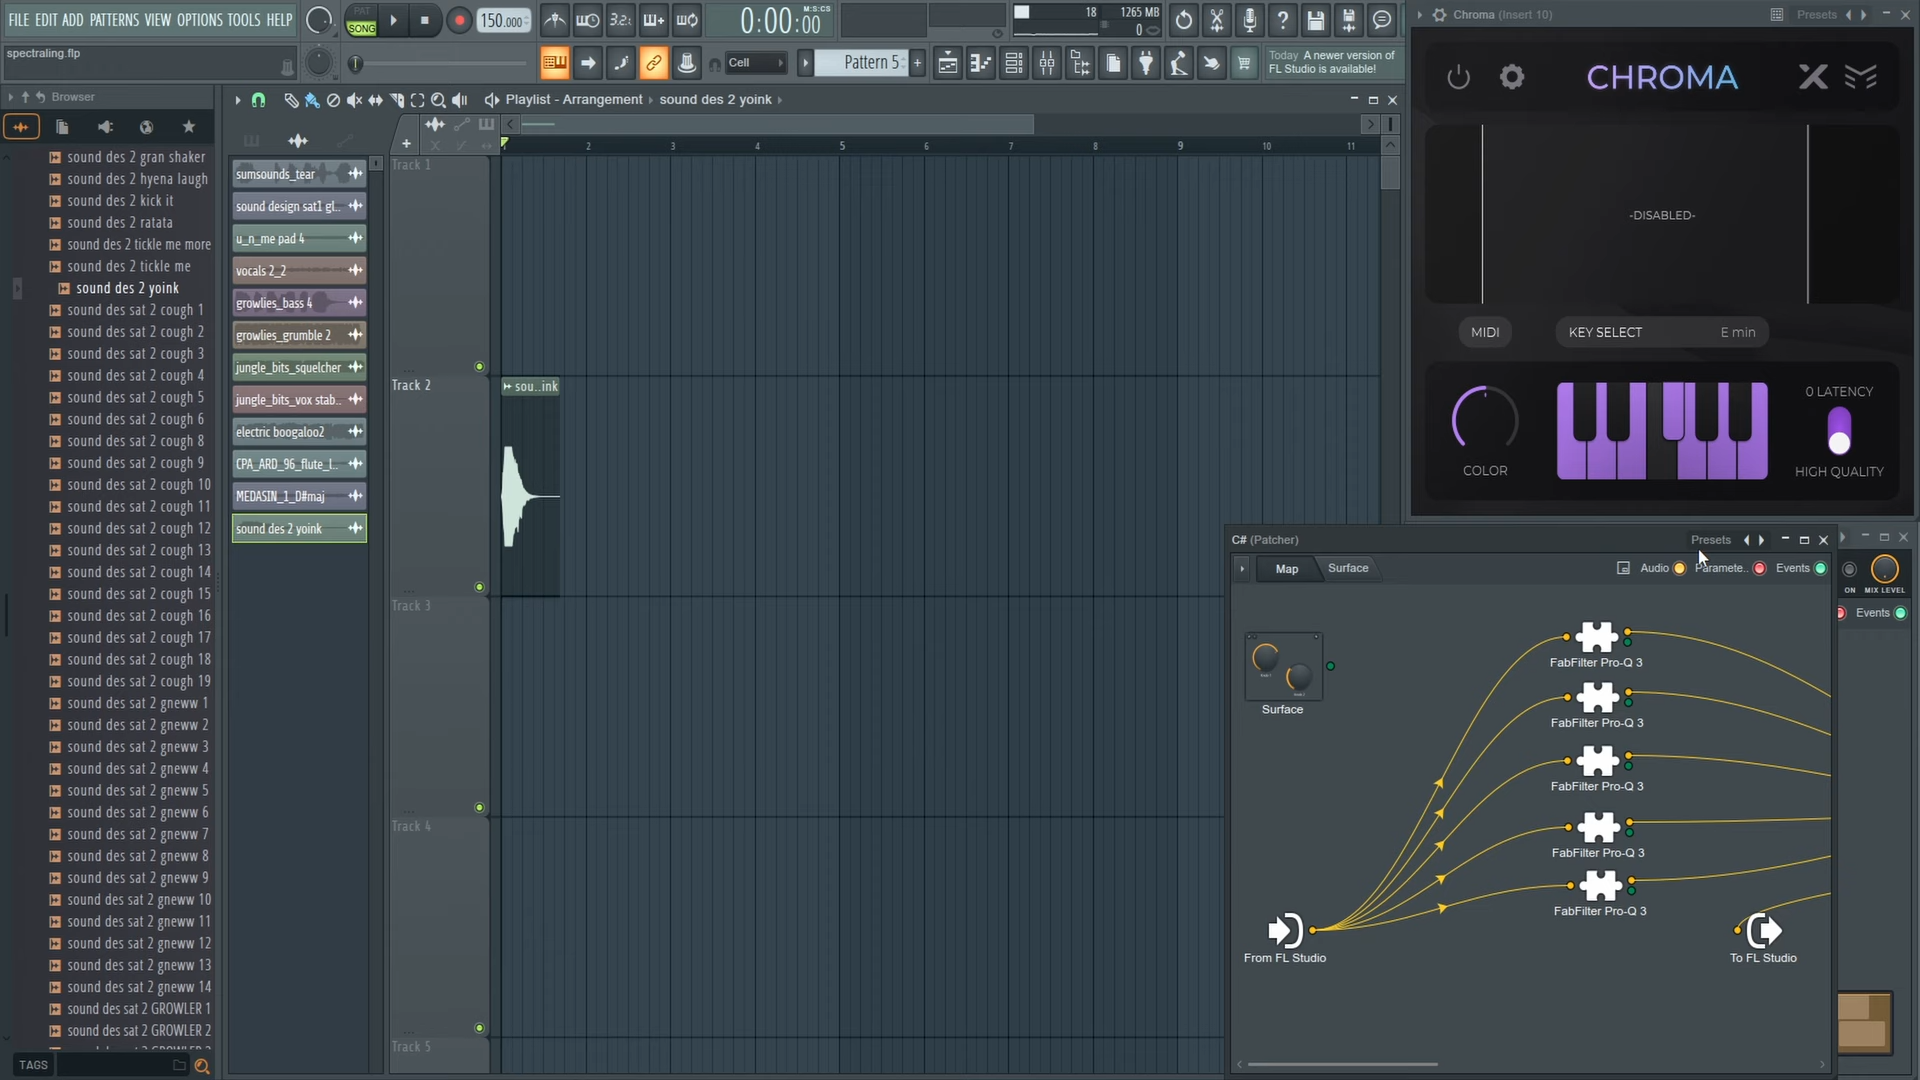 FILE EDIT ADD PATTERNS VIEW OPTIONS TOOLS HELP
PAT
SONG
150.000
3.2:
0:00:00
M:S:CS
18
1265 MB
0
spectraling.flp
Cell
Pattern 5
Today A newer version of
FL Studio is available!
Browser
Playlist - Arrangement
sound des 2 yoink
sound des 2 gran shaker
sound des 2 hyena laugh
sound des 2 kick it
sound des 2 ratata
sound des 2 tickle me more
sound des 2 tickle me
sound des 2 yoink
sound des sat 2 cough 1
sound des sat 2 cough 2
sound des sat 2 cough 3
sound des sat 2 cough 4
sound des sat 2 cough 5
sound des sat 2 cough 6
sound des sat 2 cough 8
sound des sat 2 cough 9
sound des sat 2 cough 10
sound des sat 2 cough 11
sound des sat 2 cough 12
sound des sat 2 cough 13
sound des sat 2 cough 14
sound des sat 2 cough 15
sound des sat 2 cough 16
sound des sat 2 cough 17
sound des sat 2 cough 18
sound des sat 2 cough 19
sound des sat 2 gneww 1
sound des sat 2 gneww 2
sound des sat 2 gneww 3
sound des sat 2 gneww 4
sound des sat 2 gneww 5
sound des sat 2 gneww 6
sound des sat 2 gneww 7
sound des sat 2 gneww 8
sound des sat 2 gneww 9
sound des sat 2 gneww 10
sound des sat 2 gneww 11
sound des sat 2 gneww 12
sound des sat 2 gneww 13
sound des sat 2 gneww 14
sound des sat 2 GROWLER 1
sound des sat 2 GROWLER 2
TAGS
sumsounds_tear
sound design sat1 gl..
u_n_me pad 4
vocals 2_2
growlies_bass 4
growlies_grumble 2
jungle_bits_squelcher
jungle_bits_vox stab..
electric boogaloo2
CPA_ARD_96_flute_l..
MEDASIN_1_D#maj
sound des 2 yoink
2 3 4 5 6 7 8 9 10 11
Track 1
Track 2
sou..ink
Track 3
Track 4
Track 5
Chroma (Insert 10)
Presets
CHROMA
-DISABLED-
MIDI
KEY SELECT
E min
COLOR
0 LATENCY
HIGH QUALITY
C# (Patcher)
Presets
Map
Surface
Audio
Paramete..
Events
ON
MIX LEVEL
Events
Surface
FabFilter Pro-Q 3
FabFilter Pro-Q 3
FabFilter Pro-Q 3
FabFilter Pro-Q 3
FabFilter Pro-Q 3
From FL Studio
To FL Studio